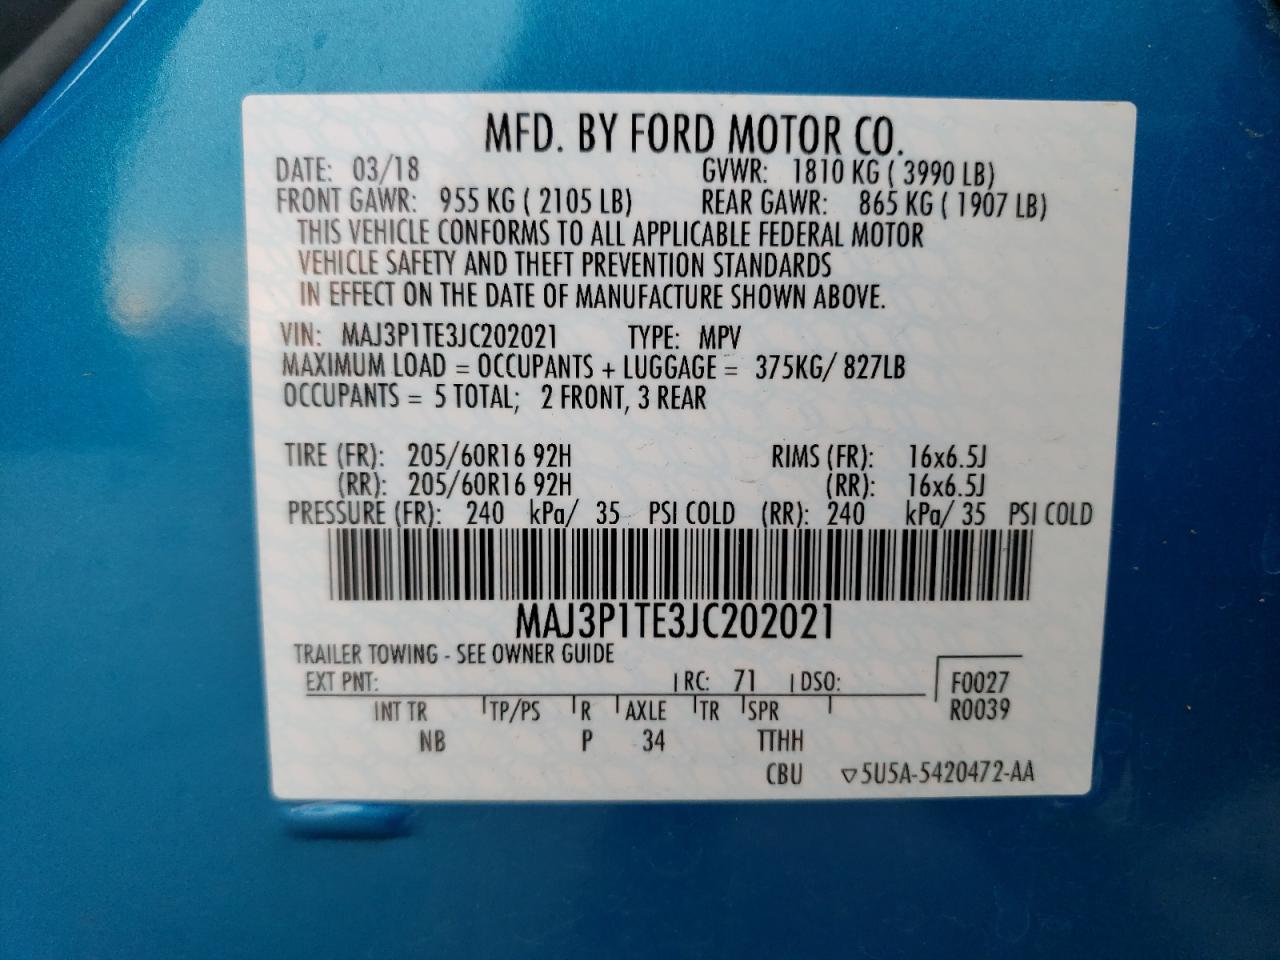 MFD. BY FORD MOTOR CO.
DATE: 03/18 GVWR: 1810 KG ( 3990 LB)
FRONT GAWR: 955 KG ( 2105 LB) REAR GAWR: 865 KG ( 1907 LB)
THIS VEHICLE CONFORMS TO ALL APPLICABLE FEDERAL MOTOR
VEHICLE SAFETY AND THEFT PREVENTION STANDARDS
IN EFFECT ON THE DATE OF MANUFACTURE SHOWN ABOVE.
VIN: MAJ3P1TE3JC202021 TYPE: MPV
MAXIMUM LOAD = OCCUPANTS + LUGGAGE = 375KG/ 827LB
OCCUPANTS = 5 TOTAL; 2 FRONT, 3 REAR
TIRE (FR): 205/60R16 92H RIMS (FR): 16x6.5J
(RR): 205/60R16 92H (RR): 16x6.5J
PRESSURE (FR): 240 kPa/ 35 PSI COLD (RR): 240 kPa/ 35 PSI COLD
MAJ3P1TE3JC202021
TRAILER TOWING - SEE OWNER GUIDE
EXT PNT: RC: 71 DSO: F0027
INT TR TP/PS R AXLE TR SPR R0039
NB P 34 TTHH
CBU ▽5U5A-5420472-AA